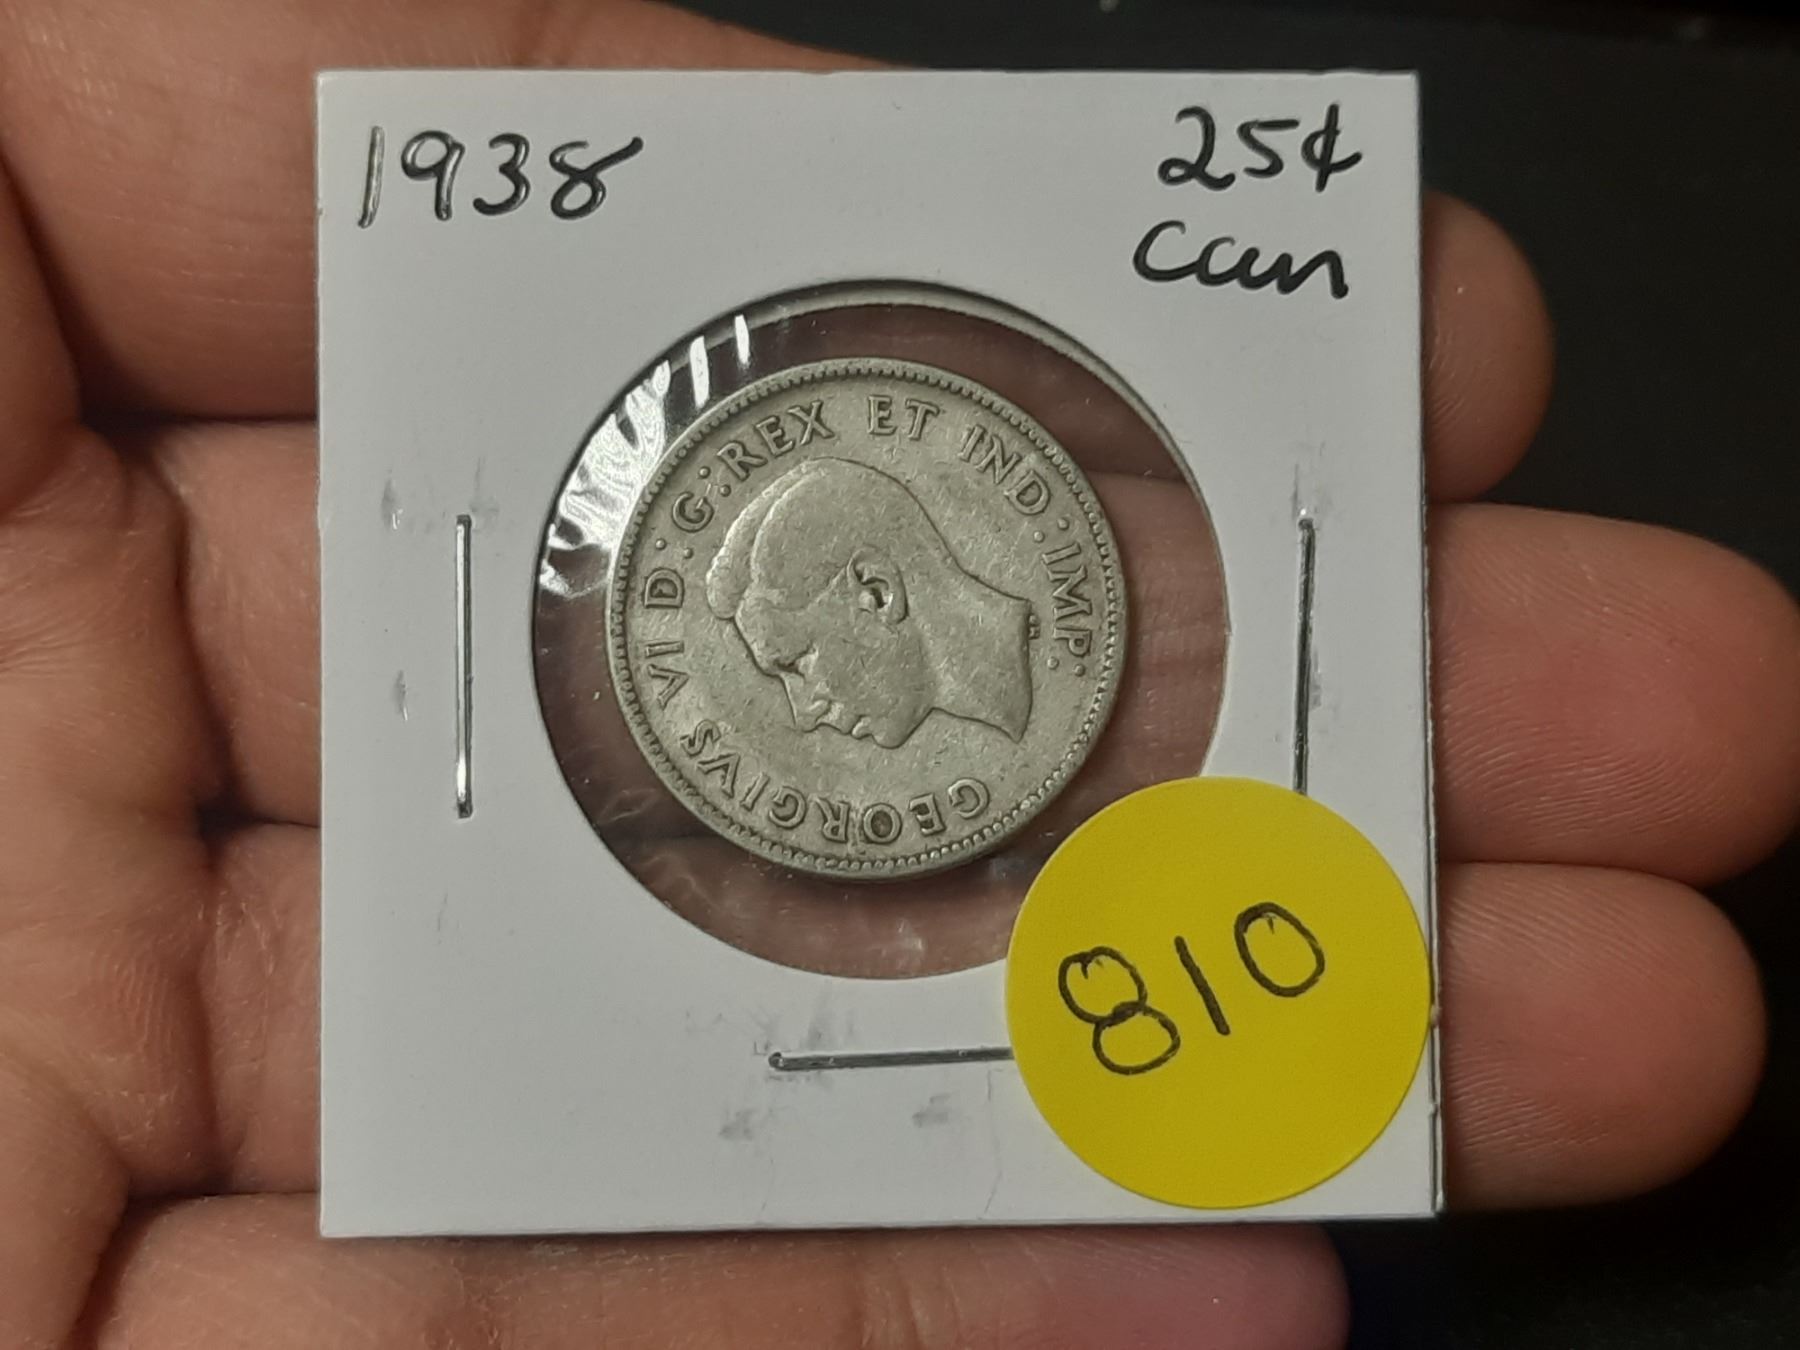 1938
25¢
Can
GEORGIVS VI D:G:REX ET IND:IMP.
810